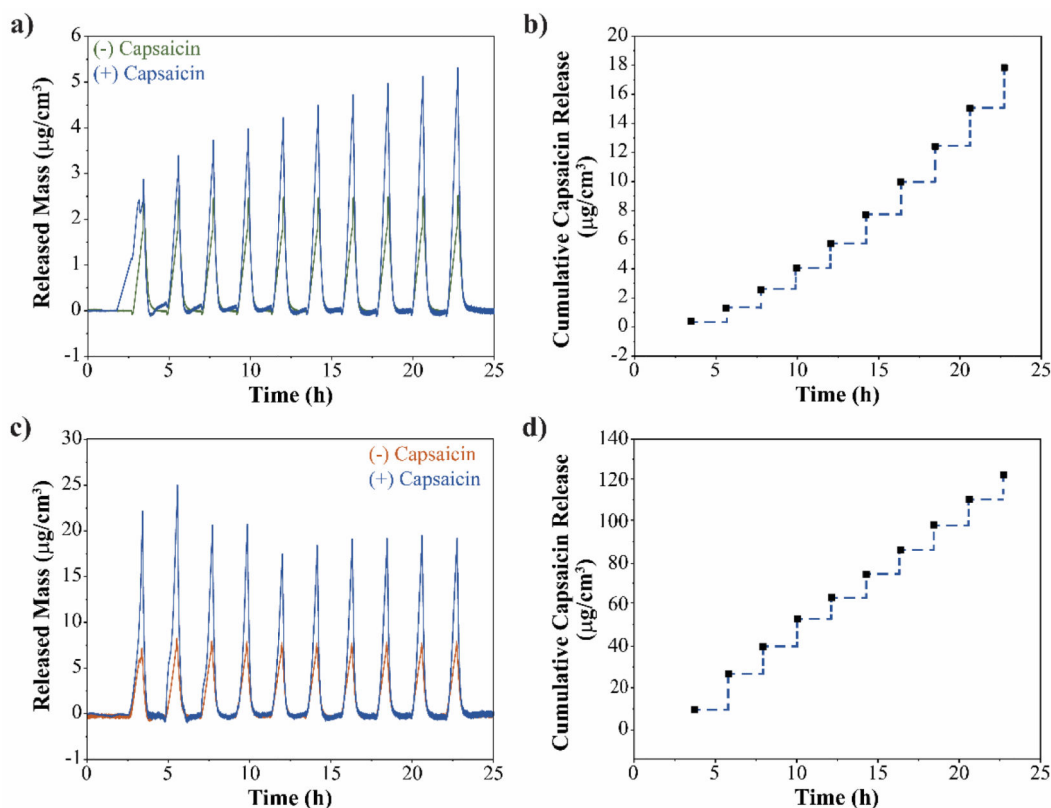 a)
(-) Capsaicin
(+) Capsaicin
Released Mass (µg/cm³)
6
5
4
3
2
1
0
-1
0 5 10 15 20 25
Time (h)
b)
Cumulative Capsaicin Release
(µg/cm³)
20
18
16
14
12
10
8
6
4
2
0
-2
0 5 10 15 20 25
Time (h)
c)
(-) Capsaicin
(+) Capsaicin
Released Mass (µg/cm³)
30
25
20
15
10
5
0
-1
0 5 10 15 20 25
Time (h)
d)
Cumulative Capsaicin Release
(µg/cm³)
140
120
100
80
60
40
20
0
0 5 10 15 20 25
Time (h)